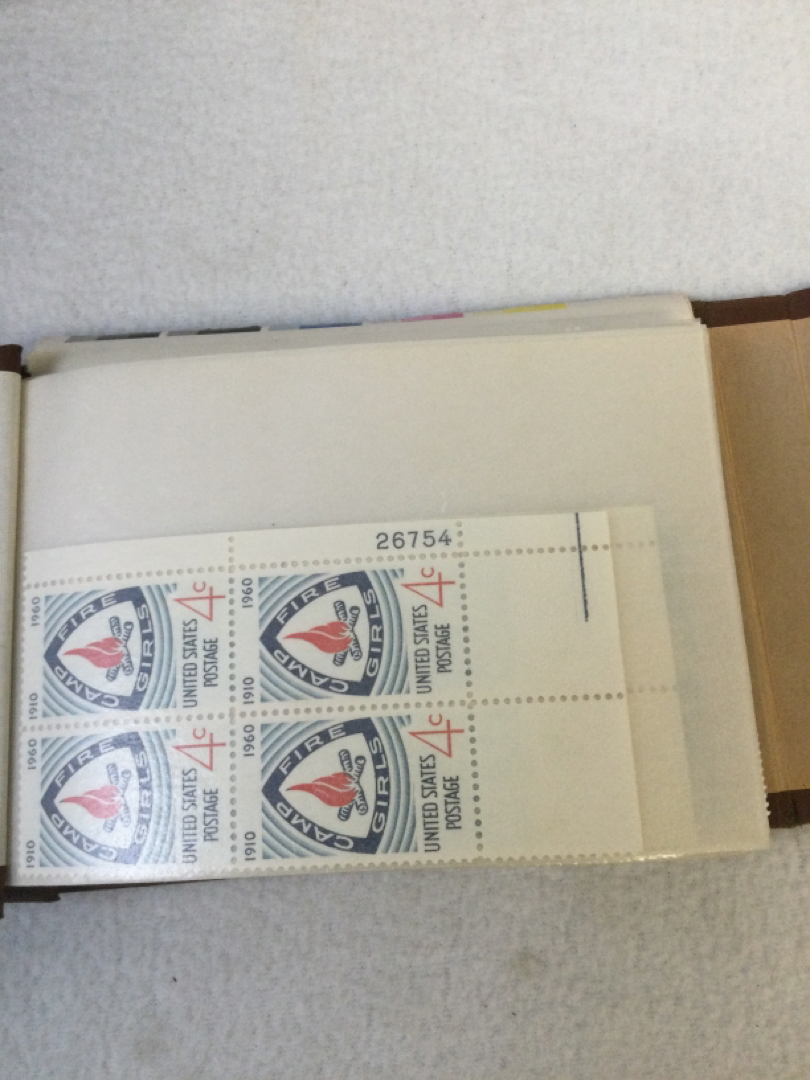 26754
1910 1960
CAMP FIRE GIRLS
UNITED STATES
POSTAGE
4c
1910 1960
CAMP FIRE GIRLS
UNITED STATES
POSTAGE
4c
1910 1960
CAMP FIRE GIRLS
UNITED STATES
POSTAGE
4c
1910 1960
CAMP FIRE GIRLS
UNITED STATES
POSTAGE
4c